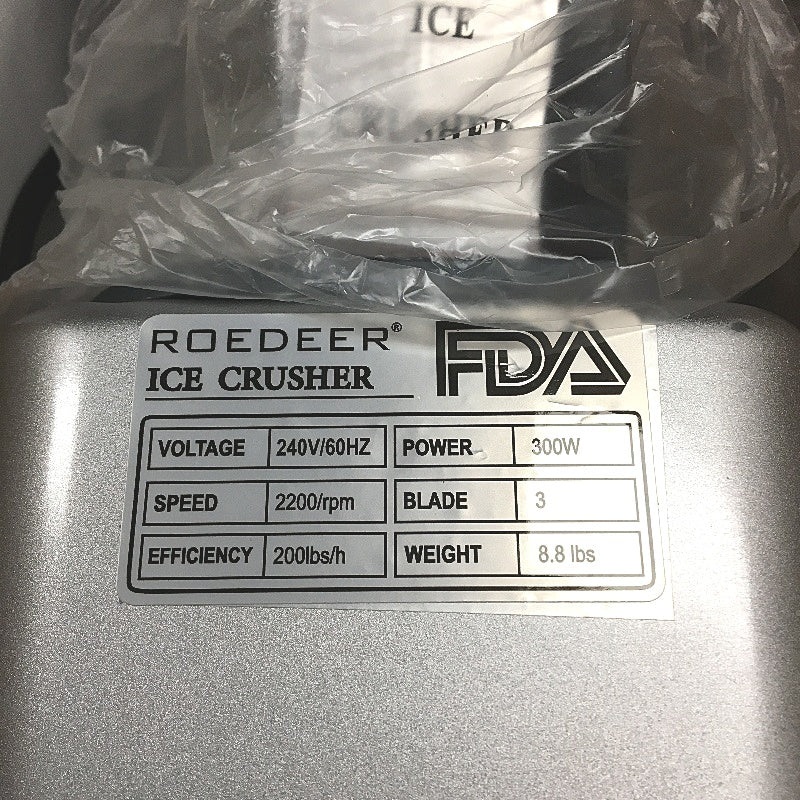 ICE
CRUSHER
ROEDEER®
ICE CRUSHER
FDA
VOLTAGE 240V/60HZ POWER 300W
SPEED 2200/rpm BLADE 3
EFFICIENCY 200lbs/h WEIGHT 8.8 lbs